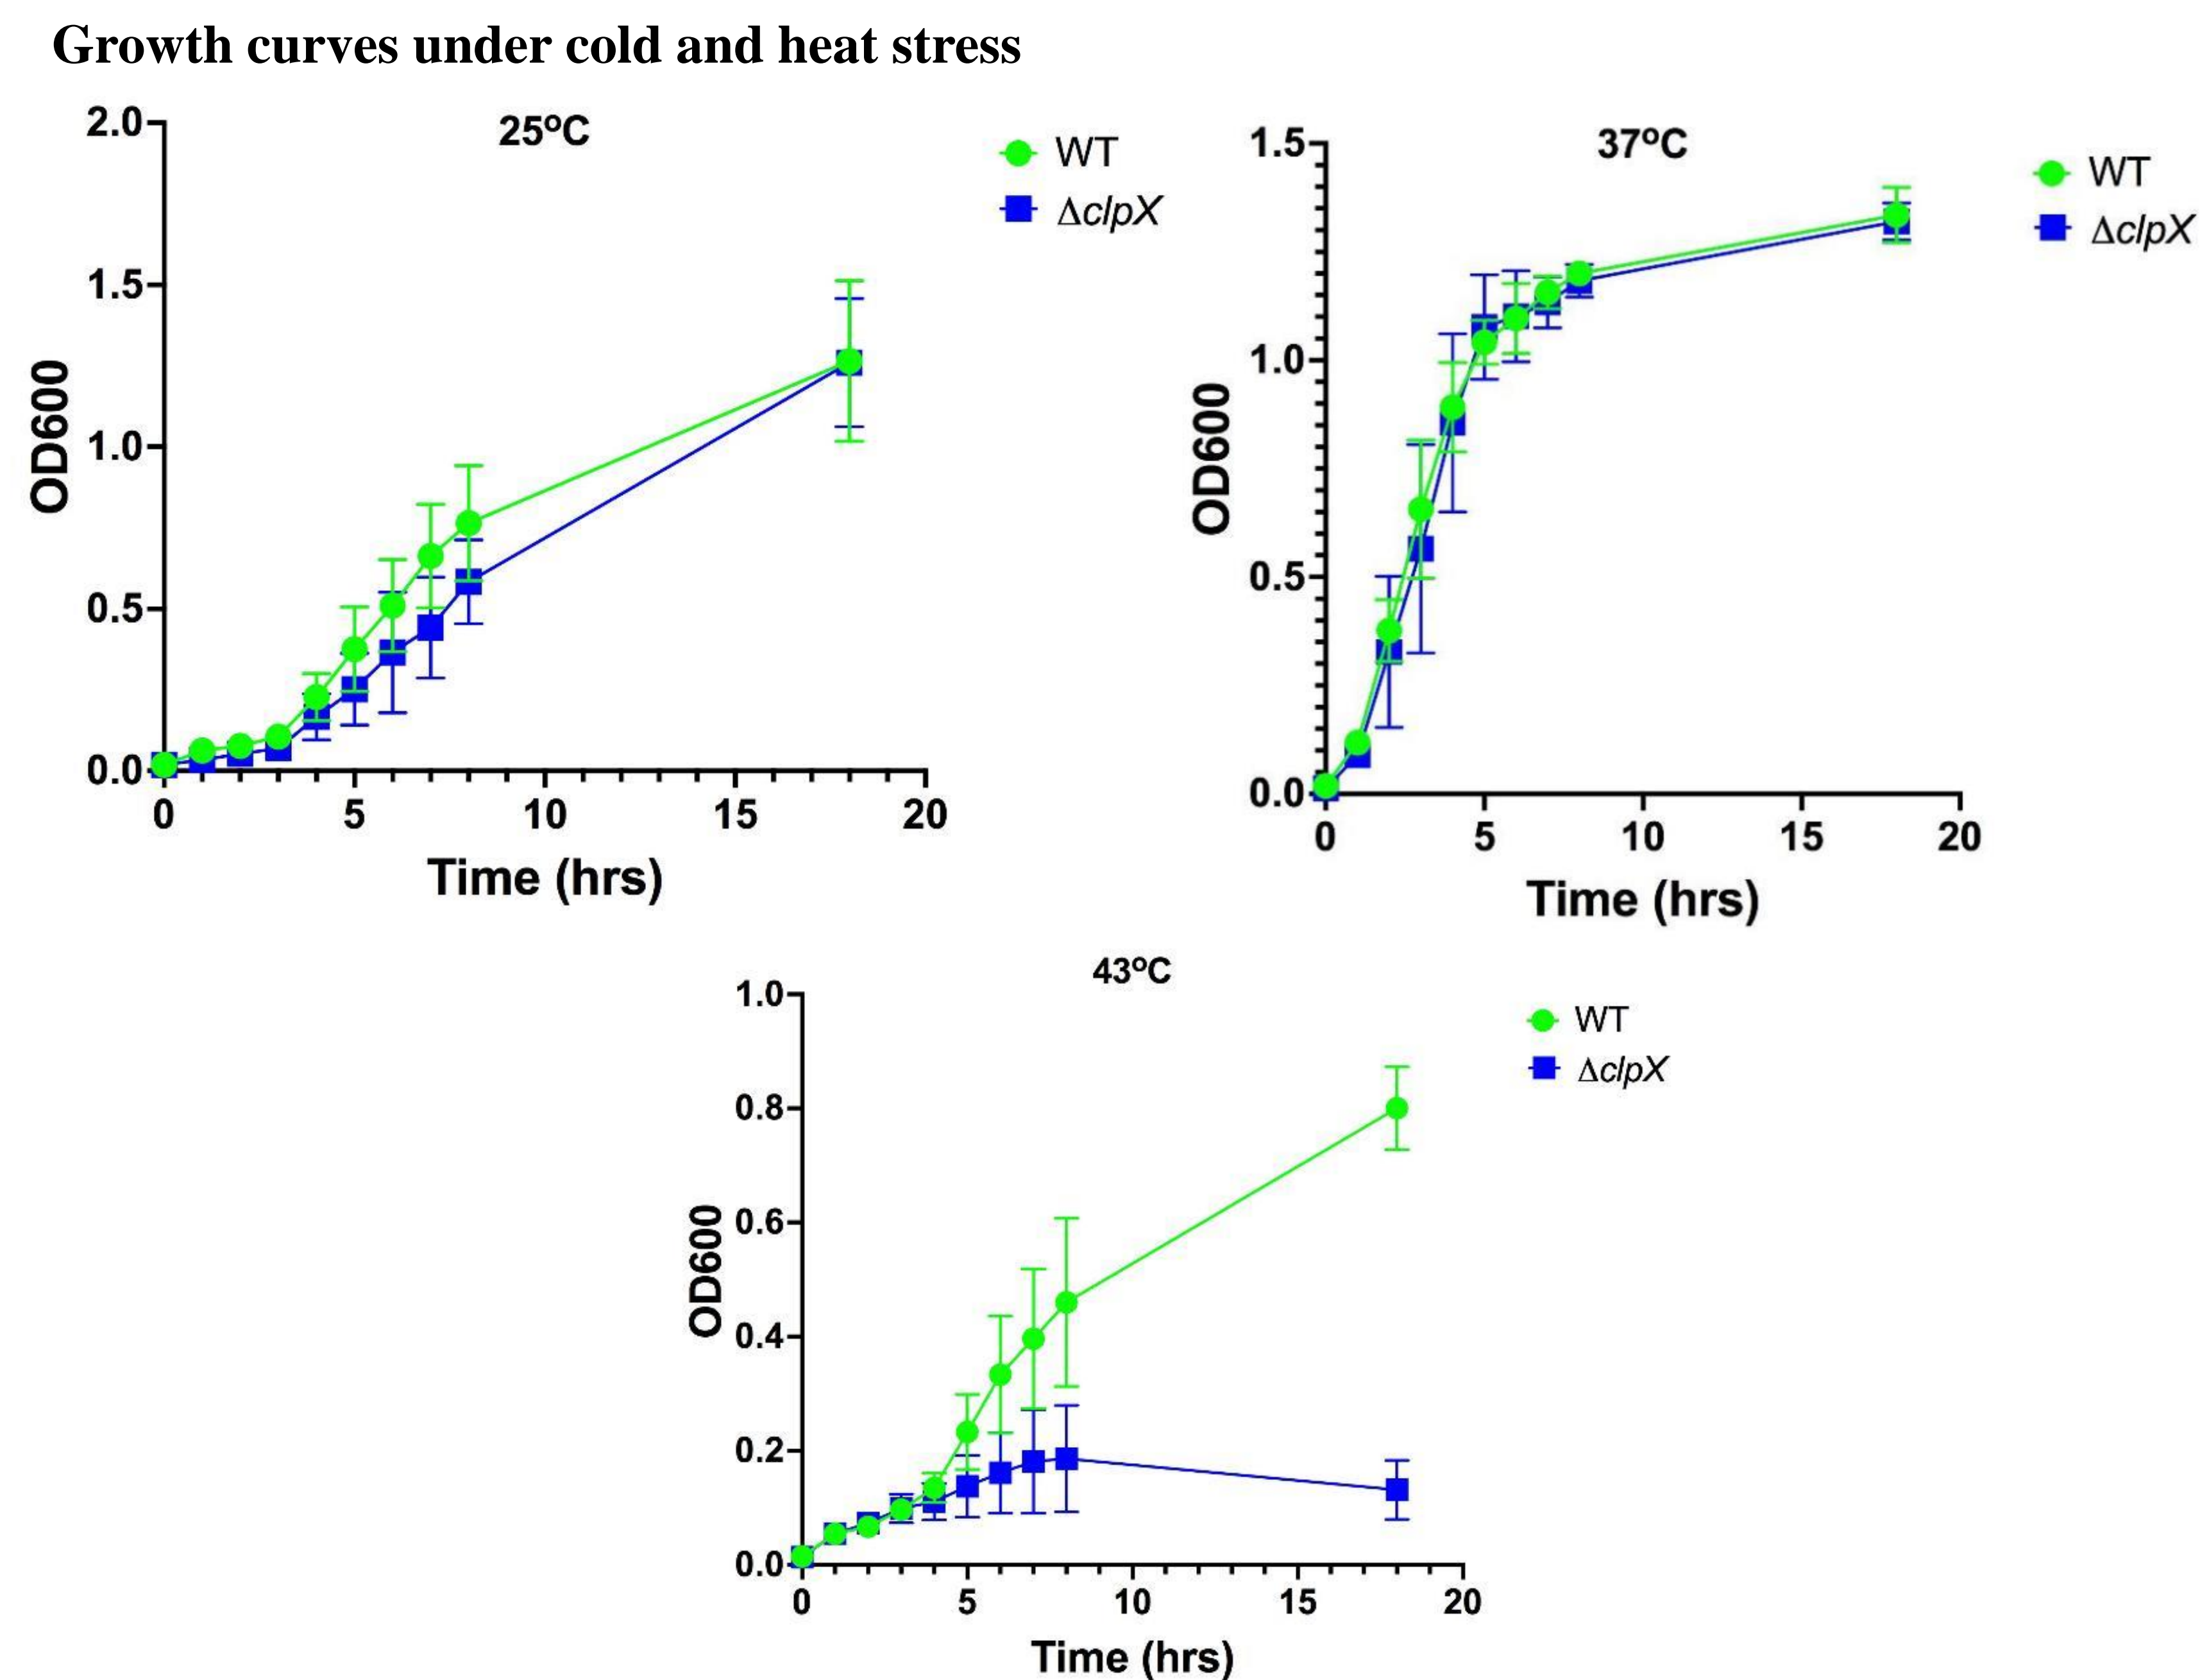 Growth curves under cold and heat stress
25ºC
2.0
1.5
1.0
0.5
0.0
OD600
0 5 10 15 20
Time (hrs)
WT
ΔclpX
37ºC
1.5
1.0
0.5
0.0
OD600
0 5 10 15 20
Time (hrs)
WT
ΔclpX
43ºC
1.0
0.8
0.6
0.4
0.2
0.0
OD600
0 5 10 15 20
Time (hrs)
WT
ΔclpX